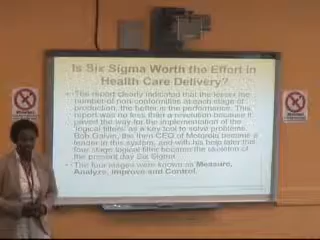 Is Six Sigma Worth the Effort in
Health Care Delivery?
The report clearly indicated that the lesser the
number of non-conformities at each stage of
production, the better is the performance. This
report was no less than a revolution because it
paved the way for the implementation of the
"logical filters" as a key tool to solve problems.
Bob Galvin, the then CEO of Motorola become a
leader in this system, and with his help later that
four stage logical filter became the skeleton of
the present day Six Sigma.
The four stages were known as Measure,
Analyze, Improve and Control.